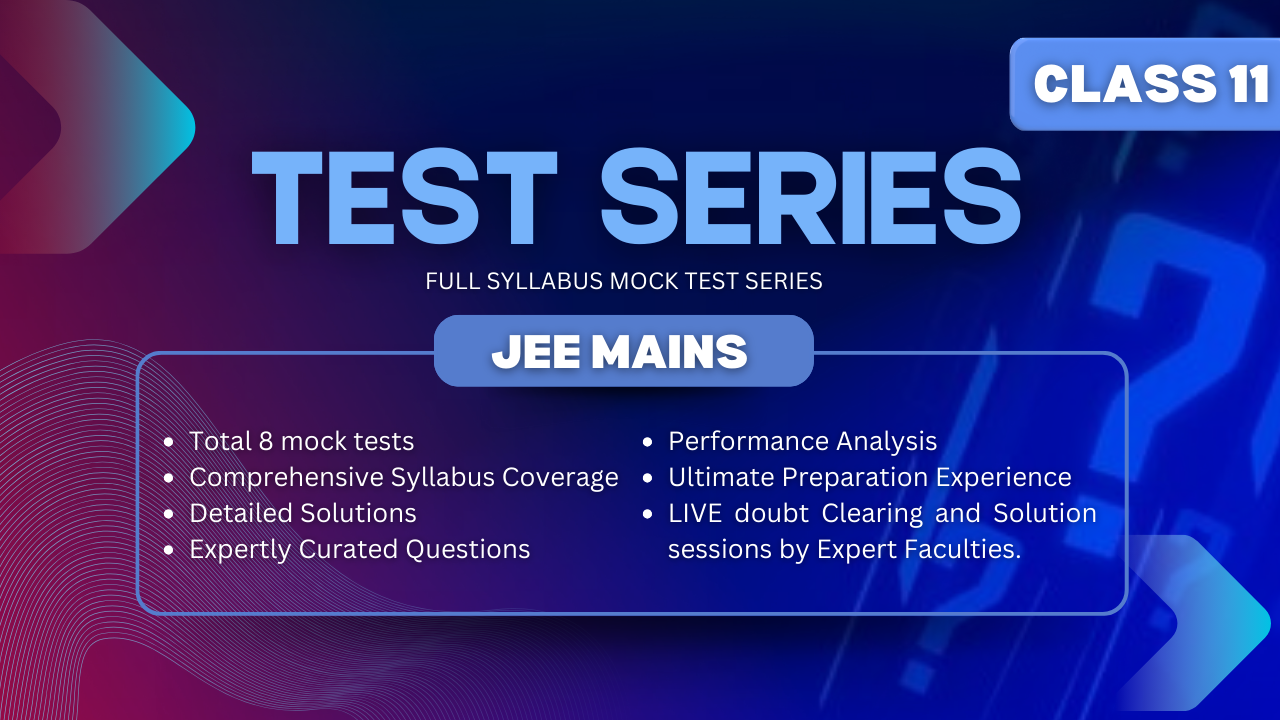 CLASS 11
TEST SERIES
FULL SYLLABUS MOCK TEST SERIES
JEE MAINS
• Total 8 mock tests
• Comprehensive Syllabus Coverage
• Detailed Solutions
• Expertly Curated Questions
• Performance Analysis
• Ultimate Preparation Experience
• LIVE doubt Clearing and Solution
sessions by Expert Faculties.